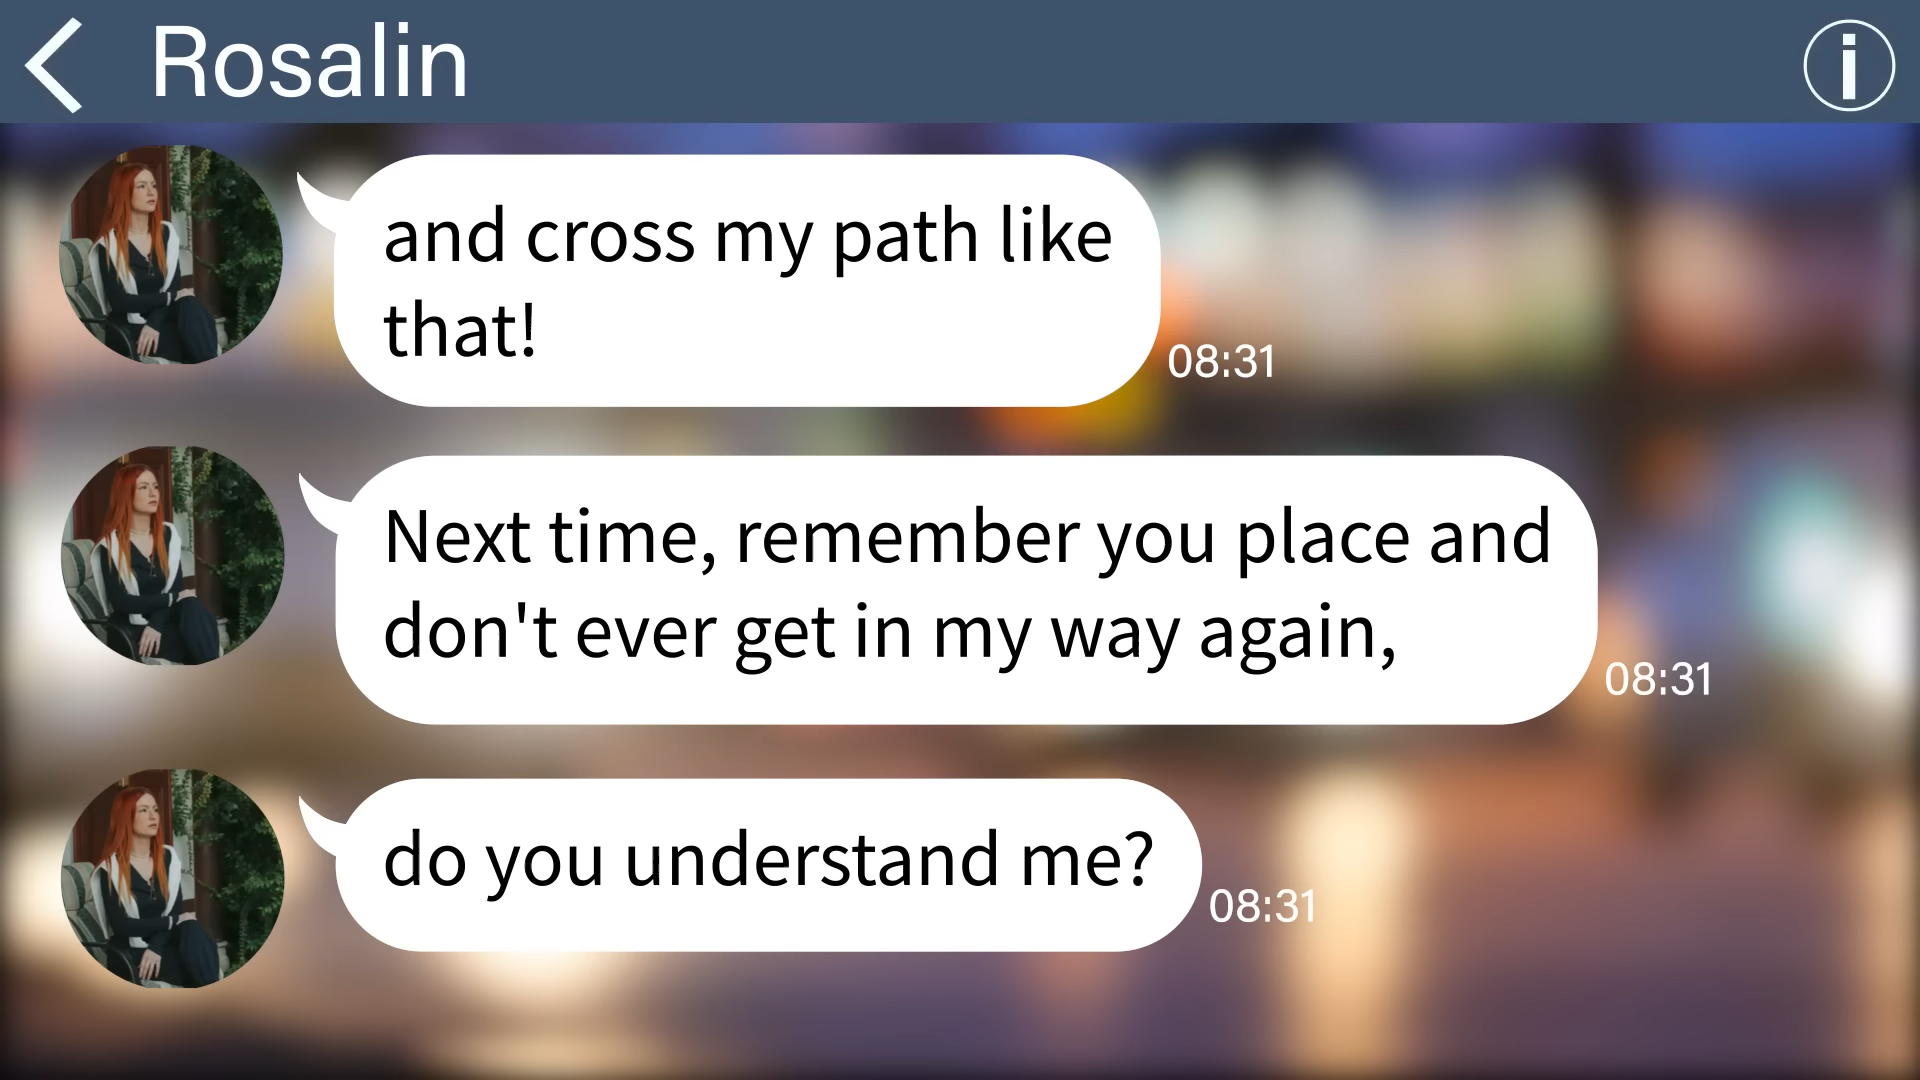 Rosalin
and cross my path like
that!
08:31
Next time, remember you place and
don't ever get in my way again,
08:31
do you understand me?
08:31